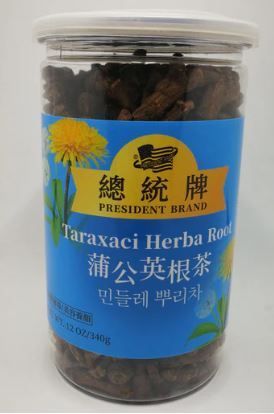 總統牌
PRESIDENT BRAND
Taraxaci Herba Root
蒲公英根茶
민들레 뿌리차
WT. 12 OZ/340g